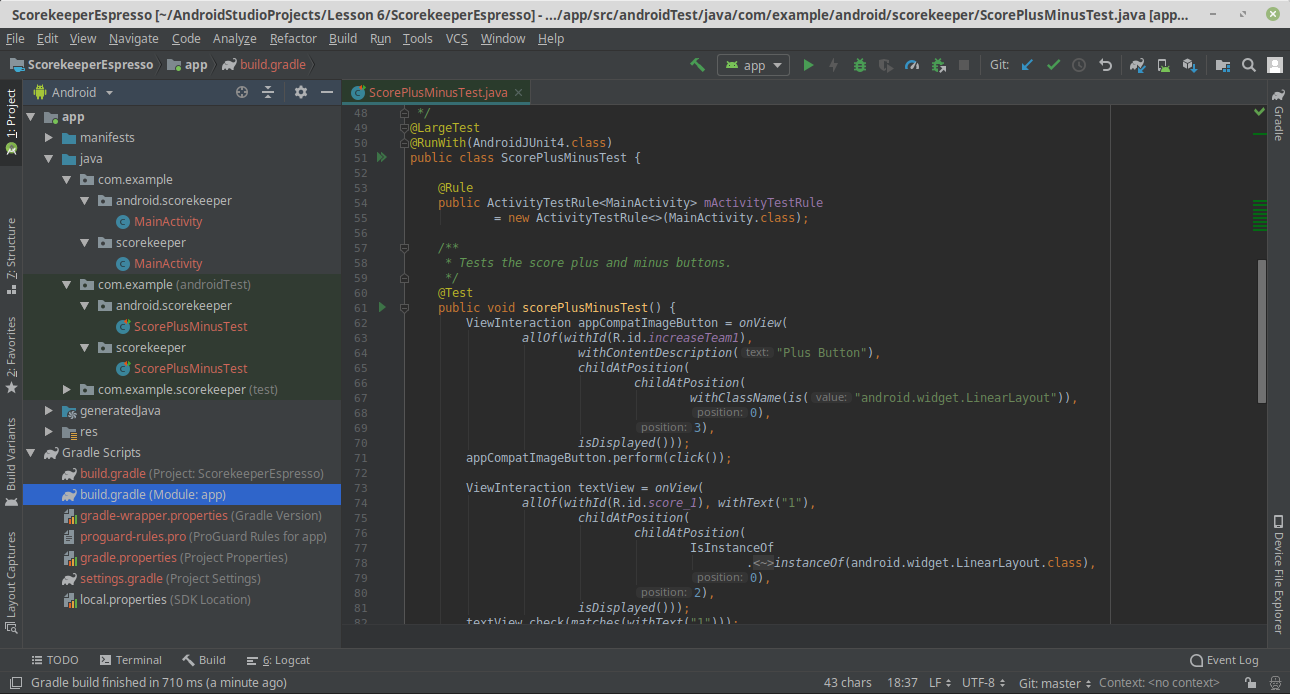 ScorekeeperEspresso [~/AndroidStudioProjects/Lesson 6/ScorekeeperEspresso] - .../app/src/androidTest/java/com/example/android/scorekeeper/ScorePlusMinusTest.java [app...
File Edit View Navigate Code Analyze Refactor Build Run Tools VCS Window Help
ScorekeeperEspresso app build.gradle app Git:
1: Project
7: Structure
2: Favorites
Build Variants
Layout Captures
Android
app
manifests
java
com.example
android.scorekeeper
MainActivity
scorekeeper
MainActivity
com.example (androidTest)
android.scorekeeper
ScorePlusMinusTest
scorekeeper
ScorePlusMinusTest
com.example.scorekeeper (test)
generatedJava
res
Gradle Scripts
build.gradle (Project: ScorekeeperEspresso)
build.gradle (Module: app)
gradle-wrapper.properties (Gradle Version)
proguard-rules.pro (ProGuard Rules for app)
gradle.properties (Project Properties)
settings.gradle (Project Settings)
local.properties (SDK Location)
ScorePlusMinusTest.java
48 */
49 @LargeTest
50 @RunWith(AndroidJUnit4.class)
51 public class ScorePlusMinusTest {
52
53 @Rule
54 public ActivityTestRule<MainActivity> mActivityTestRule
55 = new ActivityTestRule<>(MainActivity.class);
56
57 /**
58 * Tests the score plus and minus buttons.
59 */
60 @Test
61 public void scorePlusMinusTest() {
62 ViewInteraction appCompatImageButton = onView(
63 allOf(withId(R.id.increaseTeam1),
64 withContentDescription( text: "Plus Button"),
65 childAtPosition(
66 childAtPosition(
67 withClassName(is( value: "android.widget.LinearLayout")),
68 position: 0),
69 position: 3),
70 isDisplayed()));
71 appCompatImageButton.perform(click());
72
73 ViewInteraction textView = onView(
74 allOf(withId(R.id.score_1), withText("1"),
75 childAtPosition(
76 childAtPosition(
77 IsInstanceOf
78 .<~>instanceOf(android.widget.LinearLayout.class),
79 position: 0),
80 position: 2),
81 isDisplayed()));
82 textView.check(matches(withText("1")));
Gradle
Device File Explorer
TODO Terminal Build 6: Logcat Event Log
Gradle build finished in 710 ms (a minute ago) 43 chars 18:37 LF UTF-8 Git: master Context: <no context>